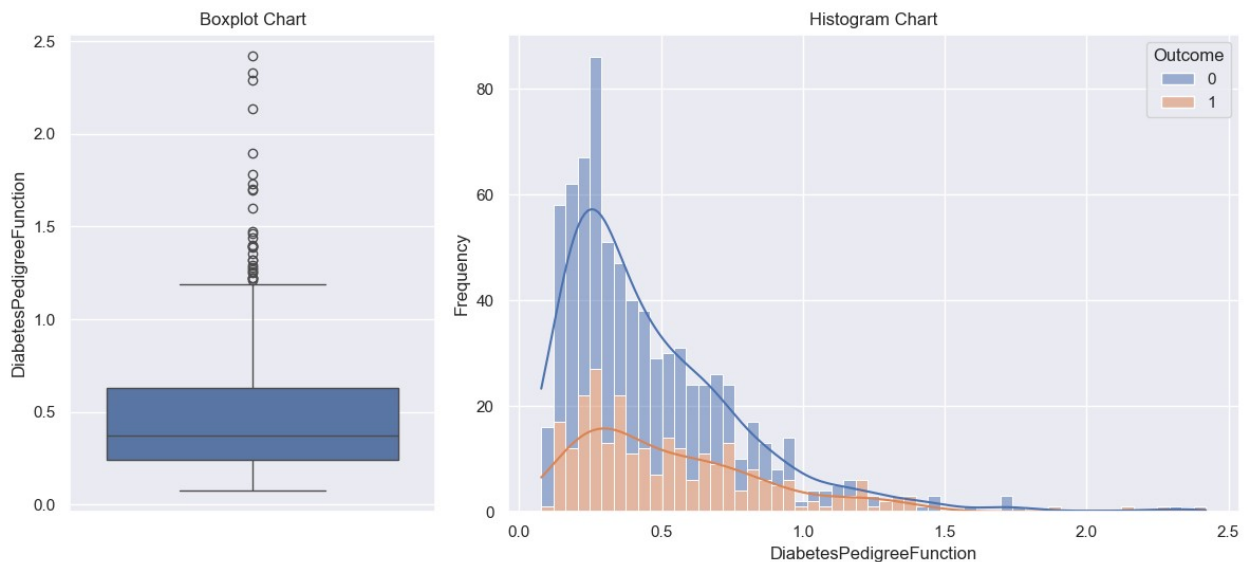 Boxplot Chart
DiabetesPedigreeFunction
2.5
2.0
1.5
1.0
0.5
0.0
Histogram Chart
Frequency
80
60
40
20
0
0.0 0.5 1.0 1.5 2.0 2.5
DiabetesPedigreeFunction
Outcome
0
1